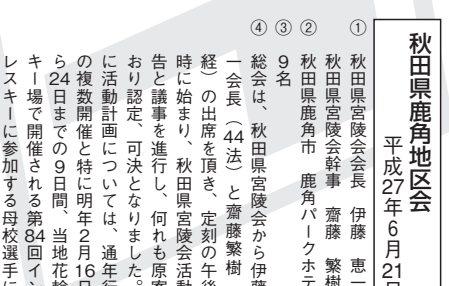 秋田県鹿角地区会
平成27年6月21日
① 秋田県宮陵会会長 伊藤 恵一
秋田県宮陵会幹事 齋藤 繁樹
② 秋田県鹿角市 鹿角パークホテ
③ 9名
④ 総会は、秋田県宮陵会から伊藤
一会長（44法）と齋藤繁樹
経）の出席を頂き、定刻の午後
時に始まり、秋田県宮陵会活動
告と議事を進行し、何れも原案
おり認定、可決となりました。
に活動計画については、通年行
の複数開催と特に明年2月16日
ら24日までの9日間、当地花輪
キー場で開催される第84回イン
レスキーに参加する母校選手に